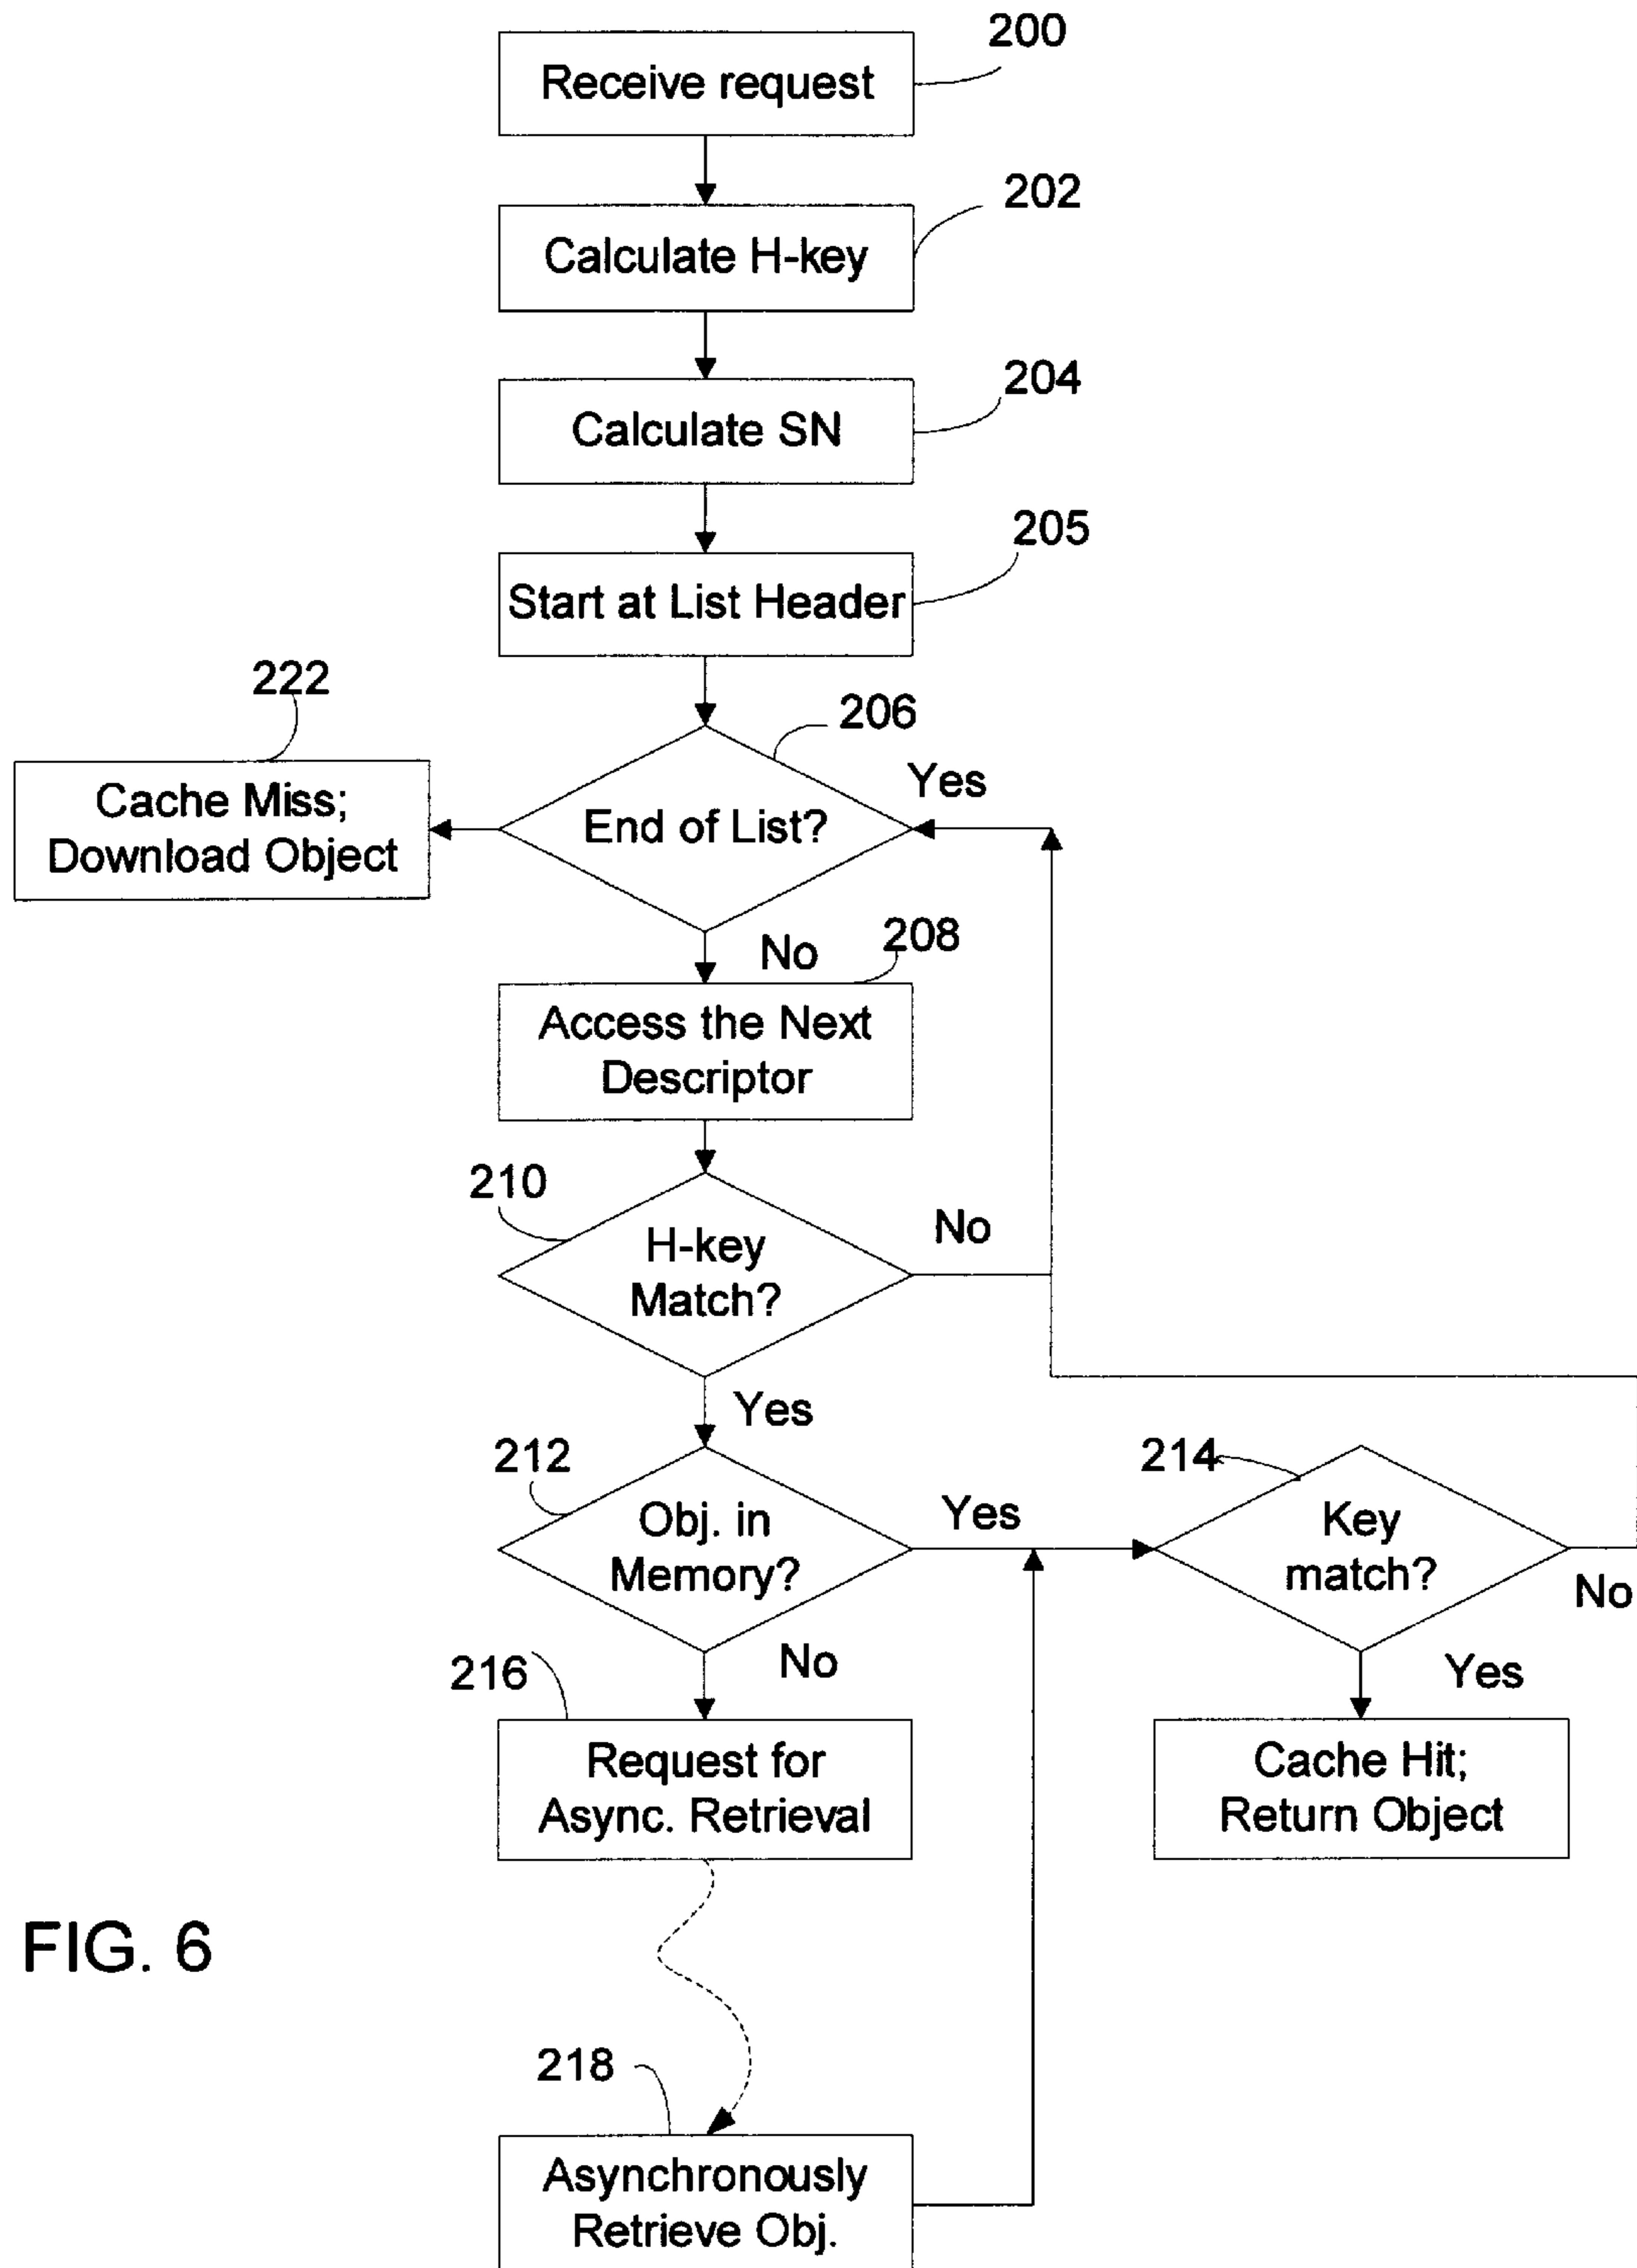 200
Receive request
202
Calculate H-key
204
Calculate SN
205
Start at List Header
222
206
Yes
Cache Miss;
Download Object
End of List?
No
208
Access the Next
Descriptor
210
No
H-key
Match?
Yes
212
214
Yes
Obj. in
Memory?
Key
match?
No
No
216
Yes
Request for
Async. Retrieval
Cache Hit;
Return Object
FIG. 6
218
Asynchronously
Retrieve Obj.